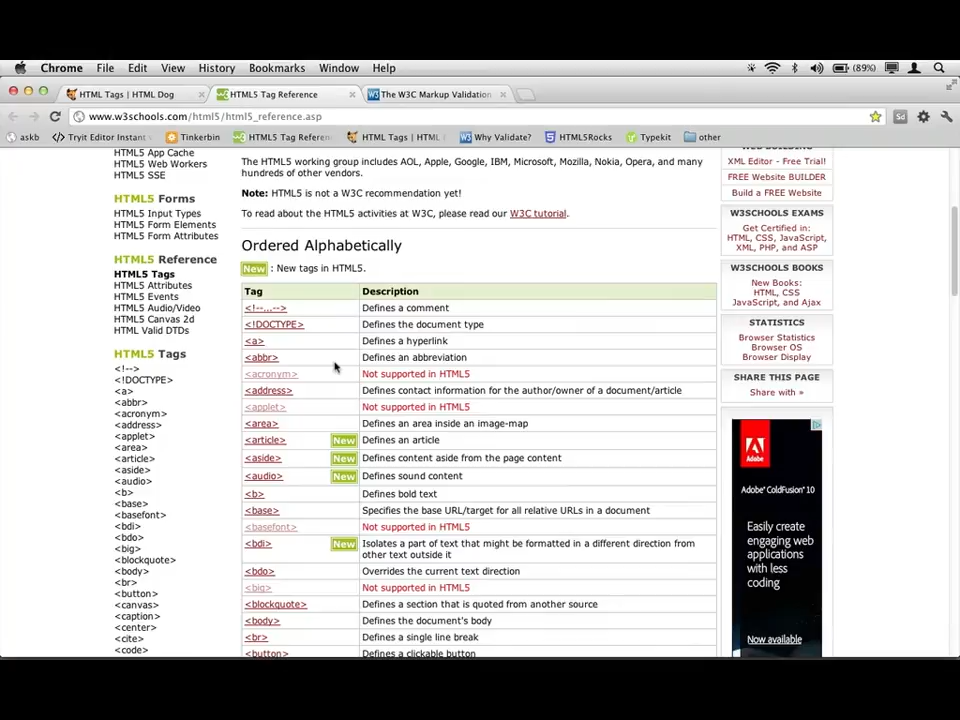 Chrome File Edit View History Bookmarks Window Help (89%)
HTML Tags | HTML Dog HTML5 Tag Reference The W3C Markup Validation
www.w3schools.com/html5/html5_reference.asp
askb </> Tryit Editor Instant Tinkerbin HTML5 Tag Referen HTML Tags | HTML Why Validate? HTML5Rocks Typekit other
HTML5 App Cache
HTML5 Web Workers
HTML5 SSE
HTML5 Forms
HTML5 Input Types
HTML5 Form Elements
HTML5 Form Attributes
HTML5 Reference
HTML5 Tags
HTML5 Attributes
HTML5 Events
HTML5 Audio/Video
HTML5 Canvas 2d
HTML Valid DTDs
HTML5 Tags
<!-->
<!DOCTYPE>
<a>
<abbr>
<acronym>
<address>
<applet>
<area>
<article>
<aside>
<audio>
<b>
<base>
<basefont>
<bdi>
<bdo>
<big>
<blockquote>
<body>
<br>
<button>
<canvas>
<caption>
<center>
<cite>
<code>
The HTML5 working group includes AOL, Apple, Google, IBM, Microsoft, Mozilla, Nokia, Opera, and many
hundreds of other vendors.
Note: HTML5 is not a W3C recommendation yet!
To read about the HTML5 activities at W3C, please read our W3C tutorial.
Ordered Alphabetically
New : New tags in HTML5.
Tag Description
<!--...--> Defines a comment
<!DOCTYPE> Defines the document type
<a> Defines a hyperlink
<abbr> Defines an abbreviation
<acronym> Not supported in HTML5
<address> Defines contact information for the author/owner of a document/article
<applet> Not supported in HTML5
<area> Defines an area inside an image-map
<article> New Defines an article
<aside> New Defines content aside from the page content
<audio> New Defines sound content
<b> Defines bold text
<base> Specifies the base URL/target for all relative URLs in a document
<basefont> Not supported in HTML5
<bdi> New Isolates a part of text that might be formatted in a different direction from
other text outside it
<bdo> Overrides the current text direction
<big> Not supported in HTML5
<blockquote> Defines a section that is quoted from another source
<body> Defines the document's body
<br> Defines a single line break
<button> Defines a clickable button
WEB BUILDING
XML Editor - Free Trial!
FREE Website BUILDER
Build a FREE Website
W3SCHOOLS EXAMS
Get Certified in:
HTML, CSS, JavaScript,
XML, PHP, and ASP
W3SCHOOLS BOOKS
New Books:
HTML, CSS
JavaScript, and Ajax
STATISTICS
Browser Statistics
Browser OS
Browser Display
SHARE THIS PAGE
Share with »
Adobe
Adobe® ColdFusion® 10
Easily create
engaging web
applications
with less
coding
Now available